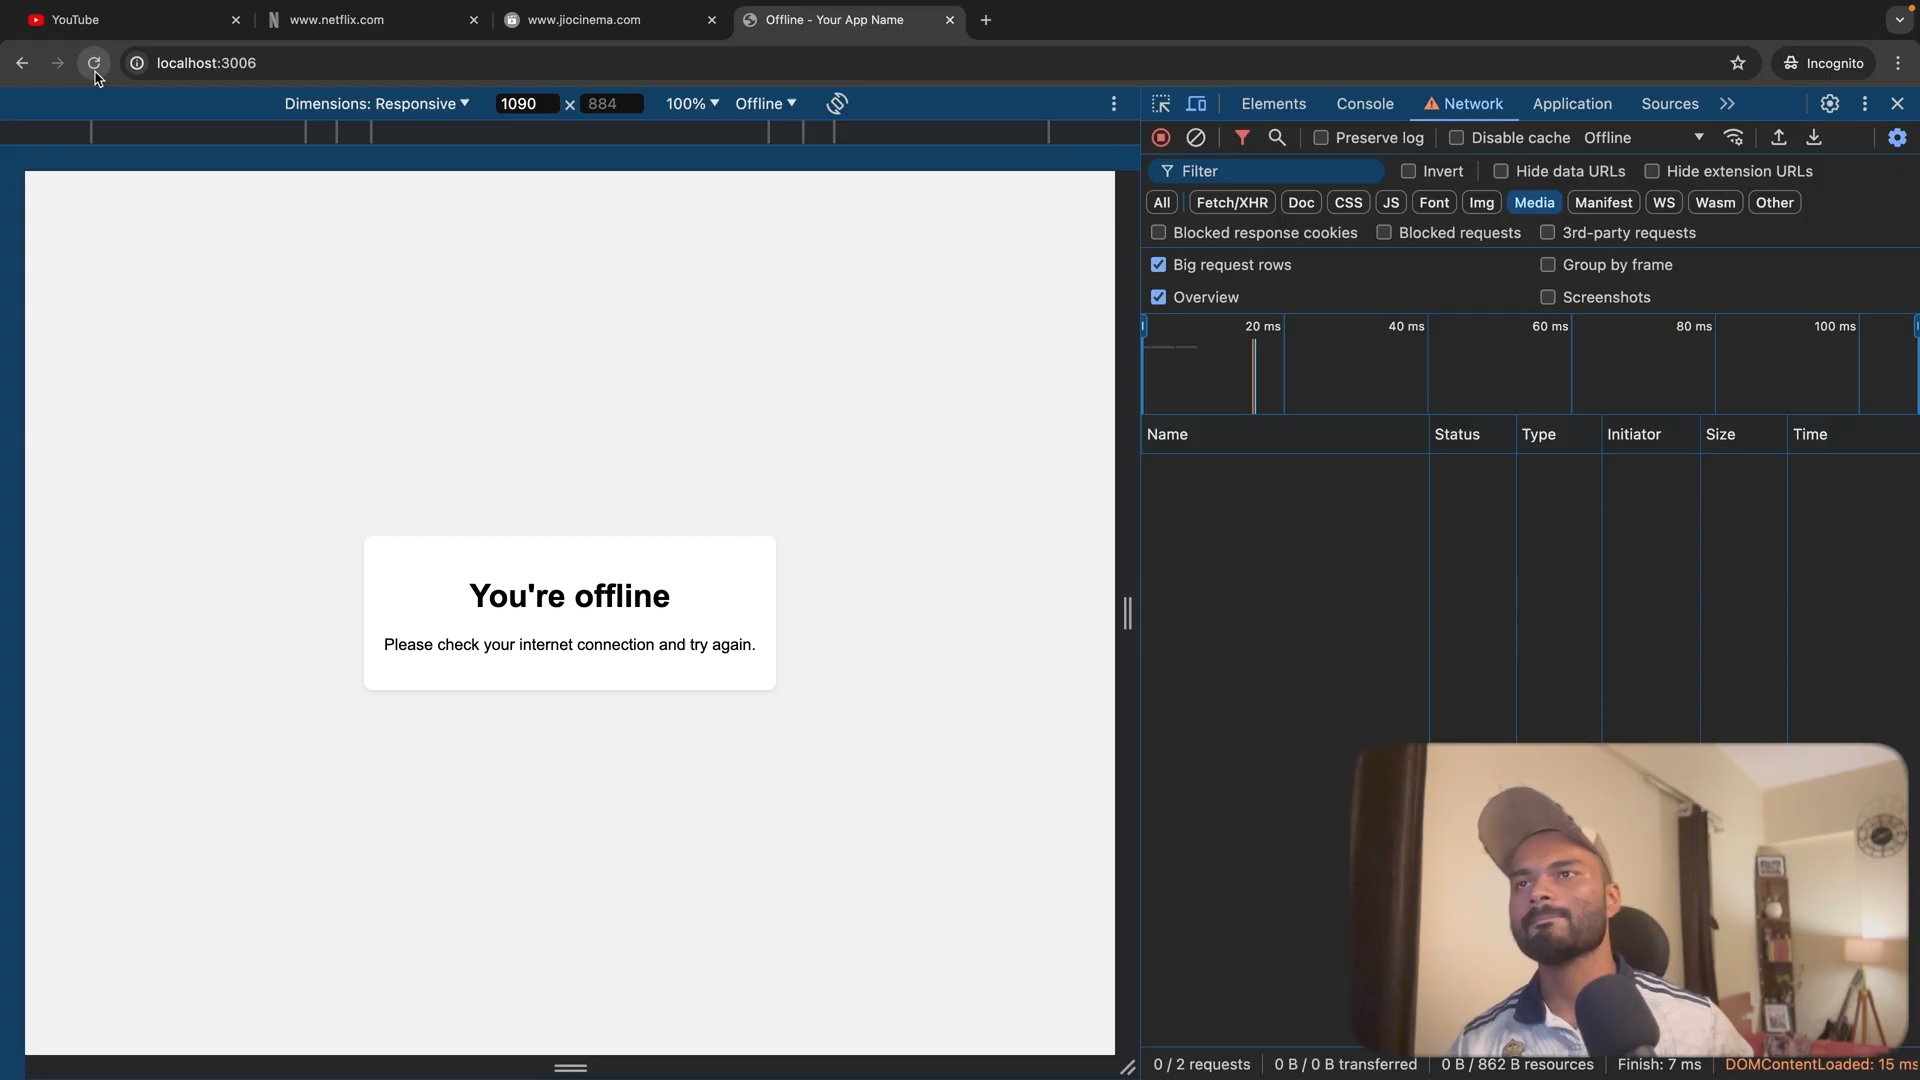 YouTube
www.netflix.com
www.jiocinema.com
Offline - Your App Name
localhost:3006
Incognito
Dimensions: Responsive
1090
×
884
100%
Offline
Elements
Console
Network
Application
Sources
Preserve log
Disable cache
Offline
Filter
Invert
Hide data URLs
Hide extension URLs
All
Fetch/XHR
Doc
CSS
JS
Font
Img
Media
Manifest
WS
Wasm
Other
Blocked response cookies
Blocked requests
3rd-party requests
Big request rows
Group by frame
Overview
Screenshots
20 ms
40 ms
60 ms
80 ms
100 ms
Name
Status
Type
Initiator
Size
Time
You're offline
Please check your internet connection and try again.
0 / 2 requests
0 B / 0 B transferred
0 B / 862 B resources
Finish: 7 ms
DOMContentLoaded: 15 ms